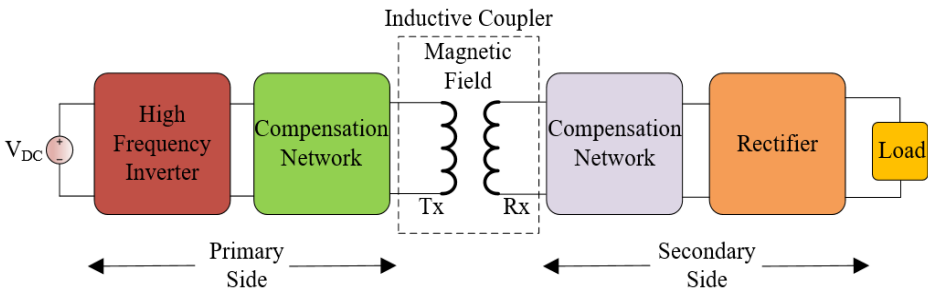 Inductive Coupler
Magnetic
Field
V_DC
High
Frequency
Inverter
Compensation
Network
Tx
Rx
Compensation
Network
Rectifier
Load
Primary
Side
Secondary
Side